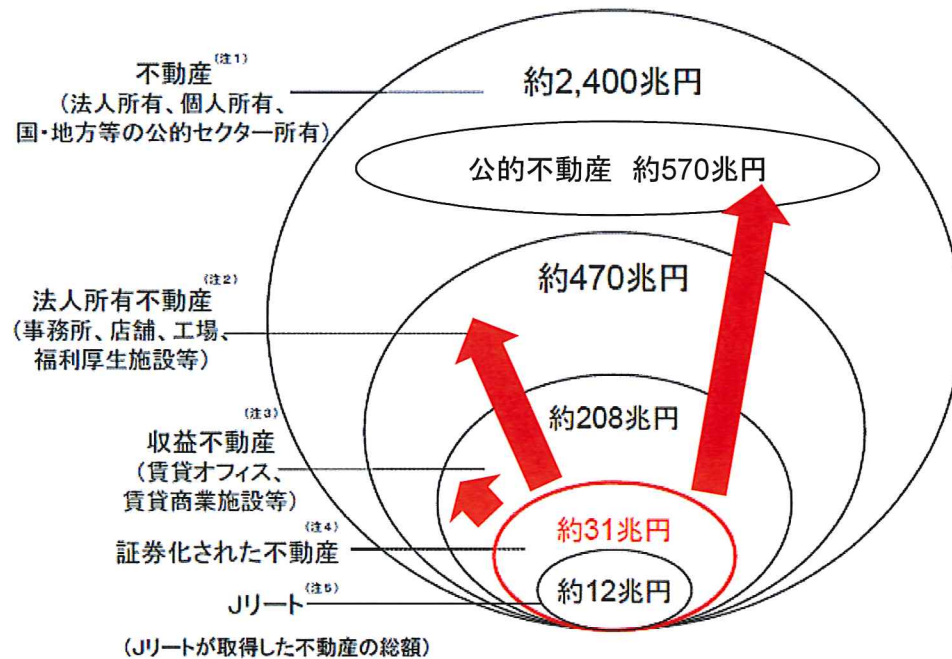 不動産(注1)
(法人所有、個人所有、
国・地方等の公的セクター所有)
約2,400兆円
公的不動産 約570兆円
法人所有不動産(注2)
(事務所、店舗、工場、
福利厚生施設等)
約470兆円
収益不動産(注3)
(賃貸オフィス、
賃貸商業施設等)
約208兆円
証券化された不動産(注4)
約31兆円
Jリート(注5)
約12兆円
(Jリートが取得した不動産の総額)